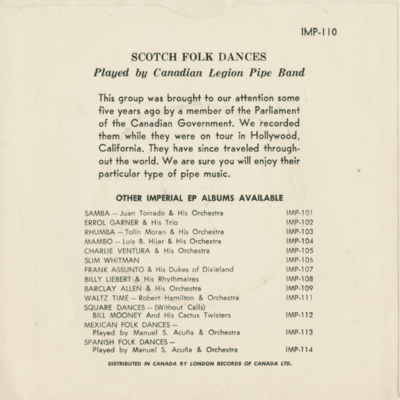 IMP-110
SCOTCH FOLK DANCES
Played by Canadian Legion Pipe Band
This group was brought to our attention some
five years ago by a member of the Parliament
of the Canadian Government. We recorded
them while they were on tour in Hollywood,
California. They have since traveled through-
out the world. We are sure you will enjoy their
particular type of pipe music.
OTHER IMPERIAL EP ALBUMS AVAILABLE
SAMBA – Juan Torrado & His Orchestra IMP-101
ERROL GARNER & His Trio IMP-102
RHUMBA – Tolín Moran & His Orchestra IMP-103
MAMBO – Luis B. Hijar & His Orchestra IMP-104
CHARLIE VENTURA & His Orchestra IMP-105
SLIM WHITMAN IMP-106
FRANK ASSUNTO & His Dukes of Dixieland IMP-107
BILLY LIEBERT & His Rhythmaires IMP-108
BARCLAY ALLEN & His Orchestra IMP-109
WALTZ TIME – Robert Hamilton & Orchestra IMP-111
SQUARE DANCES – (Without Calls)
BILL MOONEY And His Cactus Twisters IMP-112
MEXICAN FOLK DANCES –
Played by Manuel S. Acuña & Orchestra IMP-113
SPANISH FOLK DANCES –
Played by Manuel S. Acuña & Orchestra IMP-114
DISTRIBUTED IN CANADA BY LONDON RECORDS OF CANADA LTD.